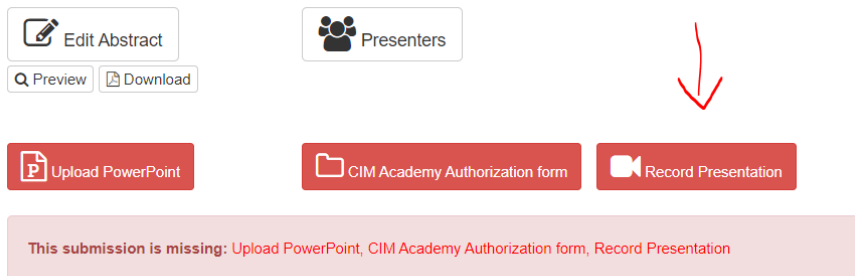 Edit Abstract
Presenters
Preview
Download
Upload PowerPoint
CIM Academy Authorization form
Record Presentation
This submission is missing: Upload PowerPoint, CIM Academy Authorization form, Record Presentation